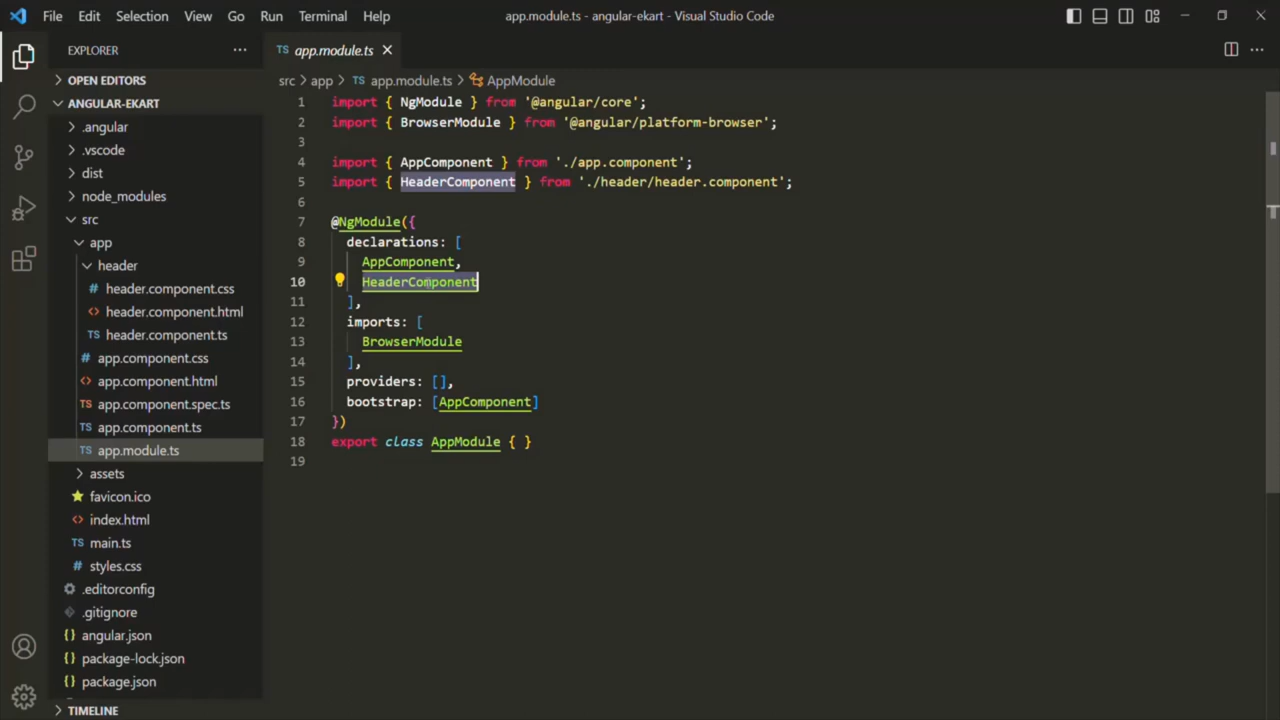 File Edit Selection View Go Run Terminal Help
app.module.ts - angular-ekart - Visual Studio Code
EXPLORER
OPEN EDITORS
ANGULAR-EKART
.angular
.vscode
dist
node_modules
src
app
header
# header.component.css
<> header.component.html
TS header.component.ts
# app.component.css
<> app.component.html
TS app.component.spec.ts
TS app.component.ts
TS app.module.ts
assets
favicon.ico
<> index.html
TS main.ts
# styles.css
.editorconfig
.gitignore
{} angular.json
{} package-lock.json
{} package.json
TIMELINE
TS app.module.ts
src > app > TS app.module.ts > AppModule
1 import { NgModule } from '@angular/core';
2 import { BrowserModule } from '@angular/platform-browser';
3
4 import { AppComponent } from './app.component';
5 import { HeaderComponent } from './header/header.component';
6
7 @NgModule({
8 declarations: [
9 AppComponent,
10 HeaderComponent
11 ],
12 imports: [
13 BrowserModule
14 ],
15 providers: [],
16 bootstrap: [AppComponent]
17 })
18 export class AppModule { }
19